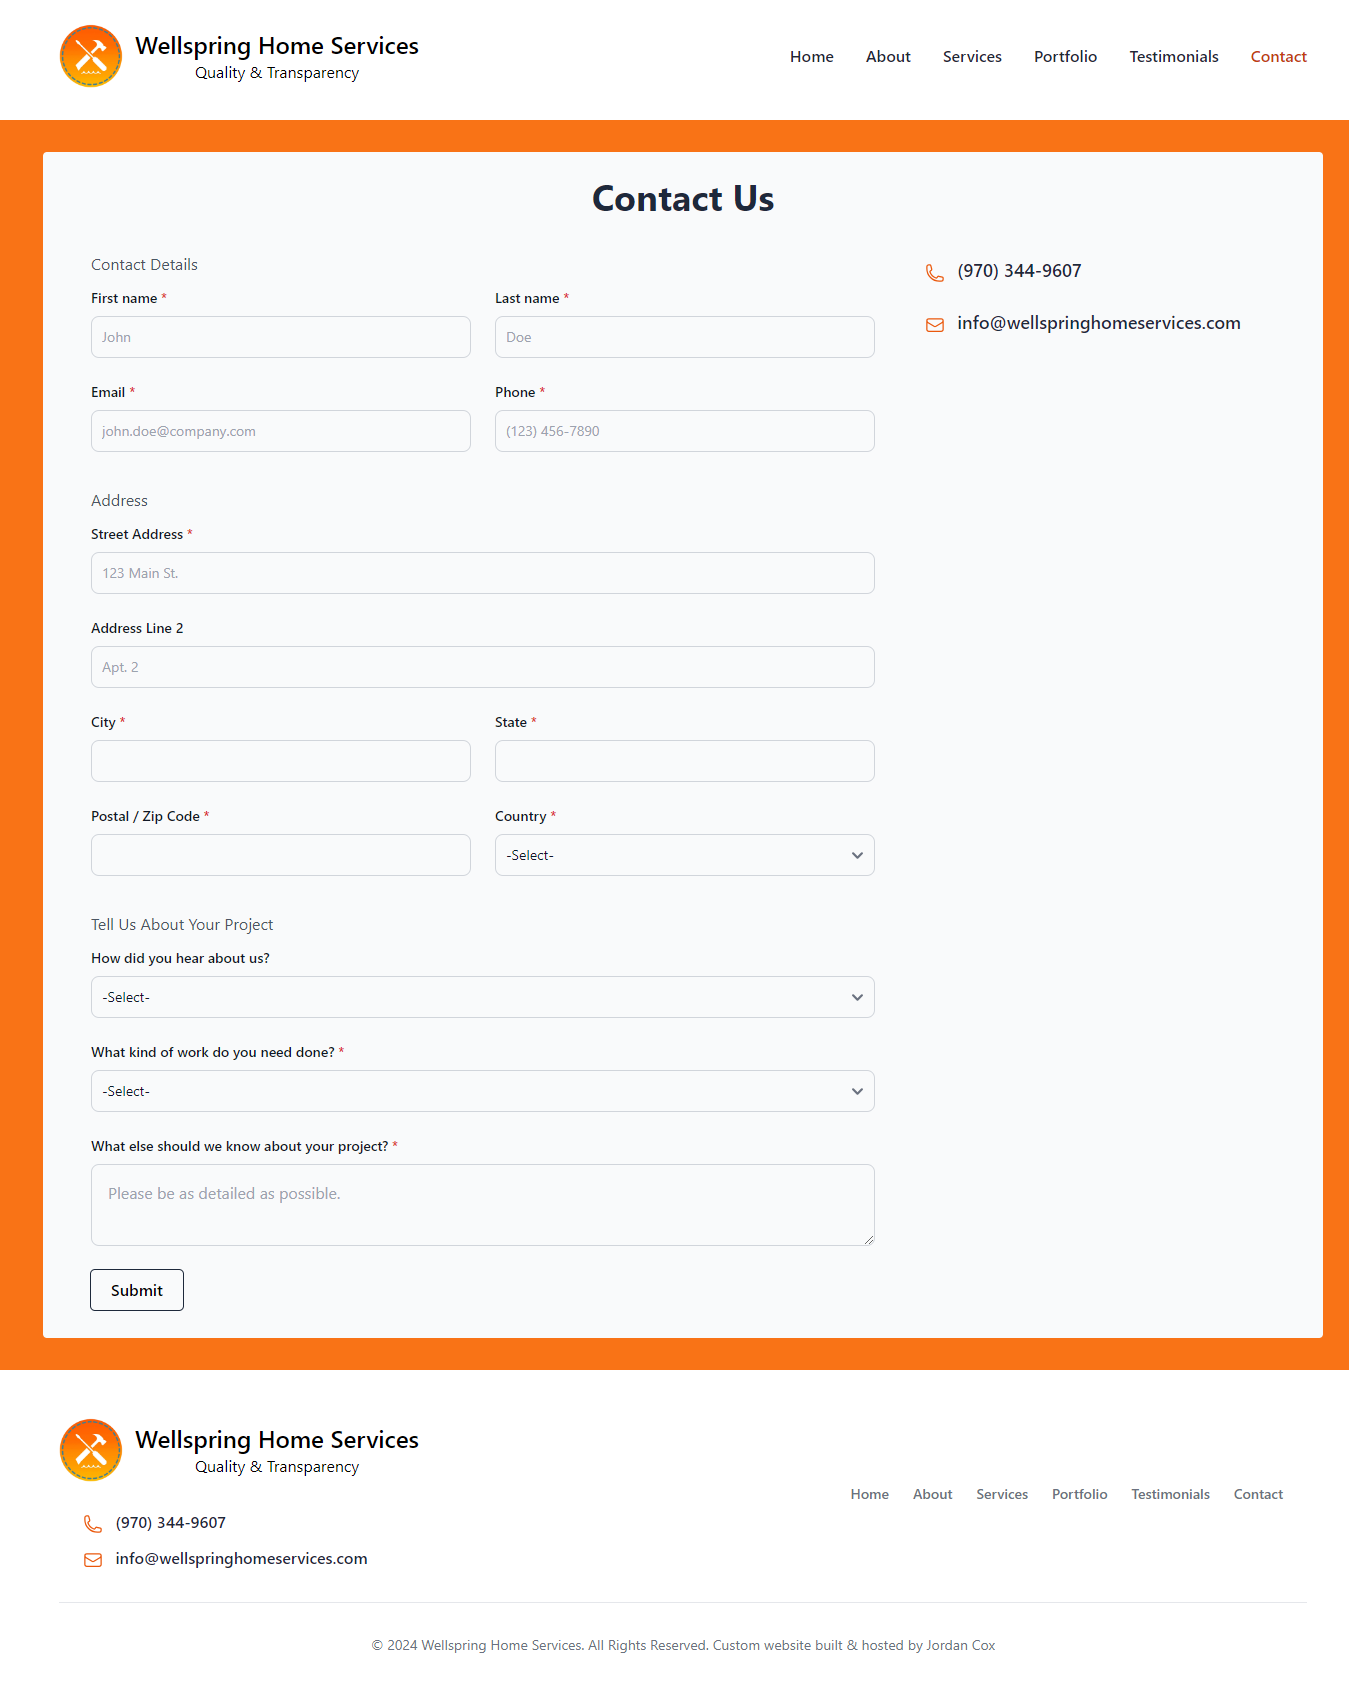 Wellspring Home Services
Quality & Transparency
Home About Services Portfolio Testimonials Contact
Contact Us
Contact Details
First name * Last name *
John Doe
Email * Phone *
john.doe@company.com (123) 456-7890
(970) 344-9607
info@wellspringhomeservices.com
Address
Street Address *
123 Main St.
Address Line 2
Apt. 2
City * State *
Postal / Zip Code * Country *
-Select-
Tell Us About Your Project
How did you hear about us?
-Select-
What kind of work do you need done? *
-Select-
What else should we know about your project? *
Please be as detailed as possible.
Submit
Wellspring Home Services
Quality & Transparency
(970) 344-9607
info@wellspringhomeservices.com
Home About Services Portfolio Testimonials Contact
© 2024 Wellspring Home Services. All Rights Reserved. Custom website built & hosted by Jordan Cox